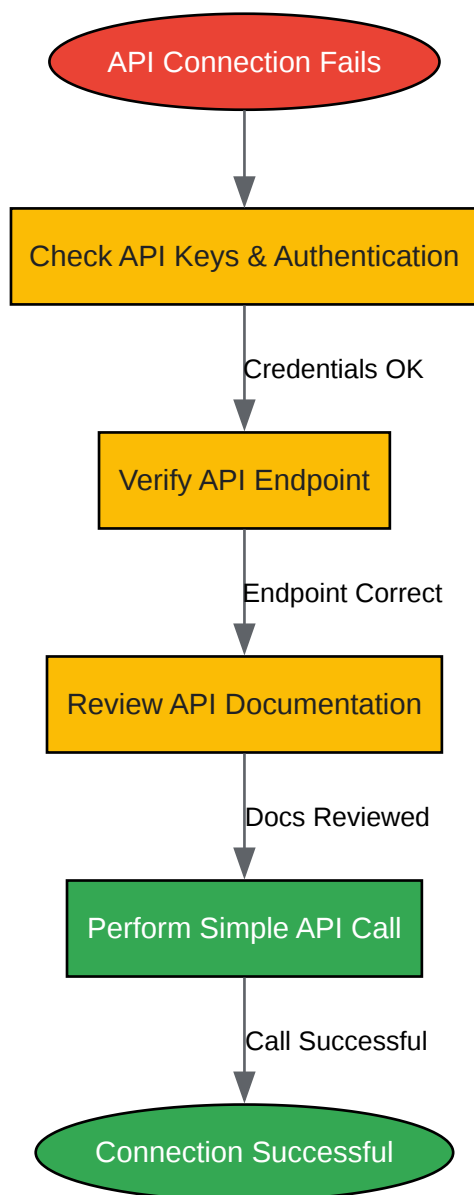 API Connection Fails
Check API Keys & Authentication
Credentials OK
Verify API Endpoint
Endpoint Correct
Review API Documentation
Docs Reviewed
Perform Simple API Call
Call Successful
Connection Successful